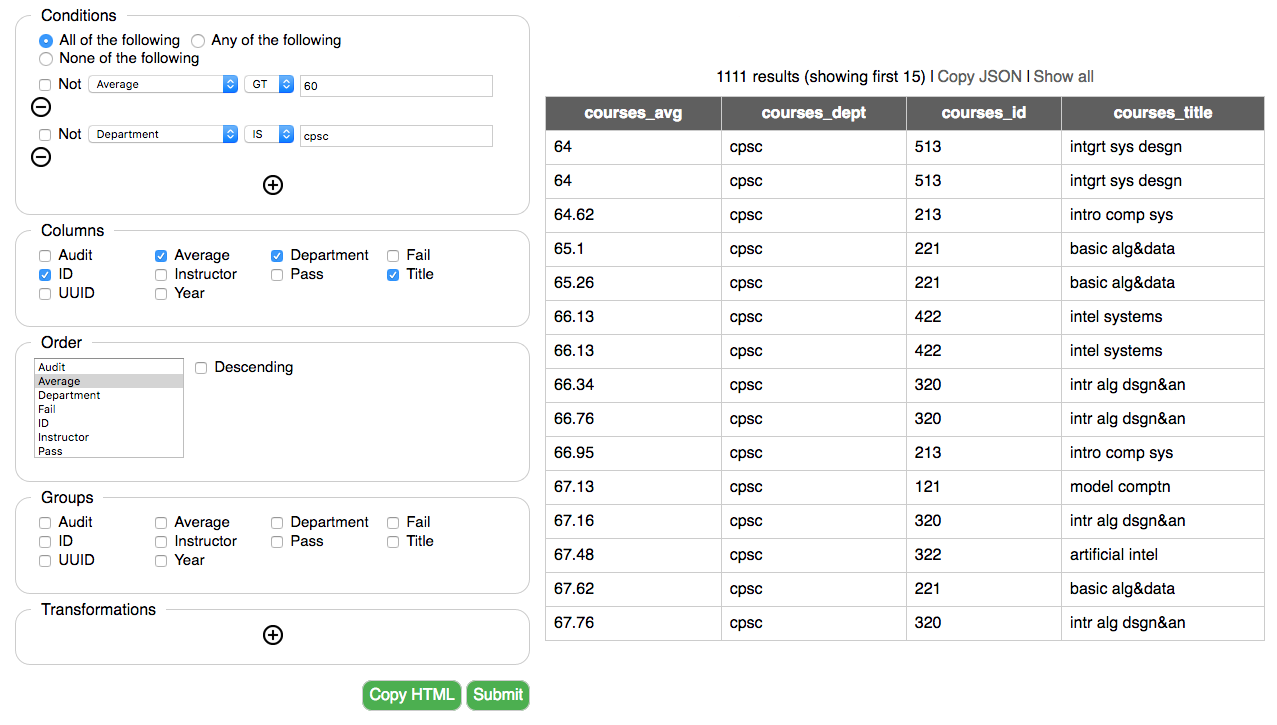 Conditions
All of the following Any of the following
None of the following
Not Average GT 60
Not Department IS cpsc
Columns
Audit Average Department Fail
ID Instructor Pass Title
UUID Year
Order
Audit
Average
Department
Fail
ID
Instructor
Pass
Descending
Groups
Audit Average Department Fail
ID Instructor Pass Title
UUID Year
Transformations
Copy HTML Submit
1111 results (showing first 15) | Copy JSON | Show all
courses_avg courses_dept courses_id courses_title
64 cpsc 513 intgrt sys desgn
64 cpsc 513 intgrt sys desgn
64.62 cpsc 213 intro comp sys
65.1 cpsc 221 basic alg&data
65.26 cpsc 221 basic alg&data
66.13 cpsc 422 intel systems
66.13 cpsc 422 intel systems
66.34 cpsc 320 intr alg dsgn&an
66.76 cpsc 320 intr alg dsgn&an
66.95 cpsc 213 intro comp sys
67.13 cpsc 121 model comptn
67.16 cpsc 320 intr alg dsgn&an
67.48 cpsc 322 artificial intel
67.62 cpsc 221 basic alg&data
67.76 cpsc 320 intr alg dsgn&an